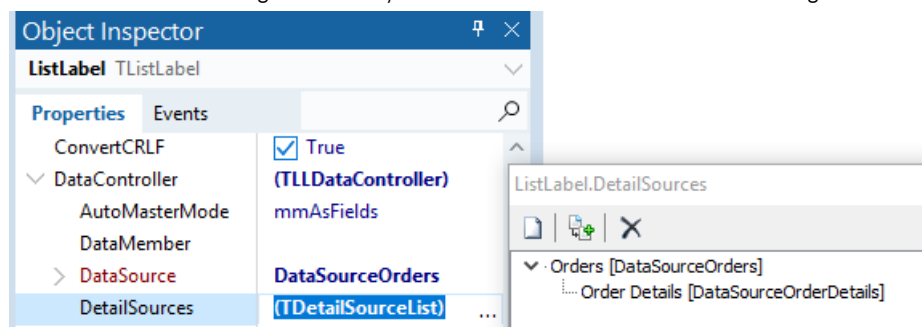 Object Inspector
ListLabel TListLabel
Properties Events
ConvertCRLF True
DataController (TLLDataController)
AutoMasterMode mmAsFields
DataMember
DataSource DataSourceOrders
DetailSources (TDetailSourceList) ...
ListLabel.DetailSources
Orders [DataSourceOrders]
Order Details [DataSourceOrderDetails]